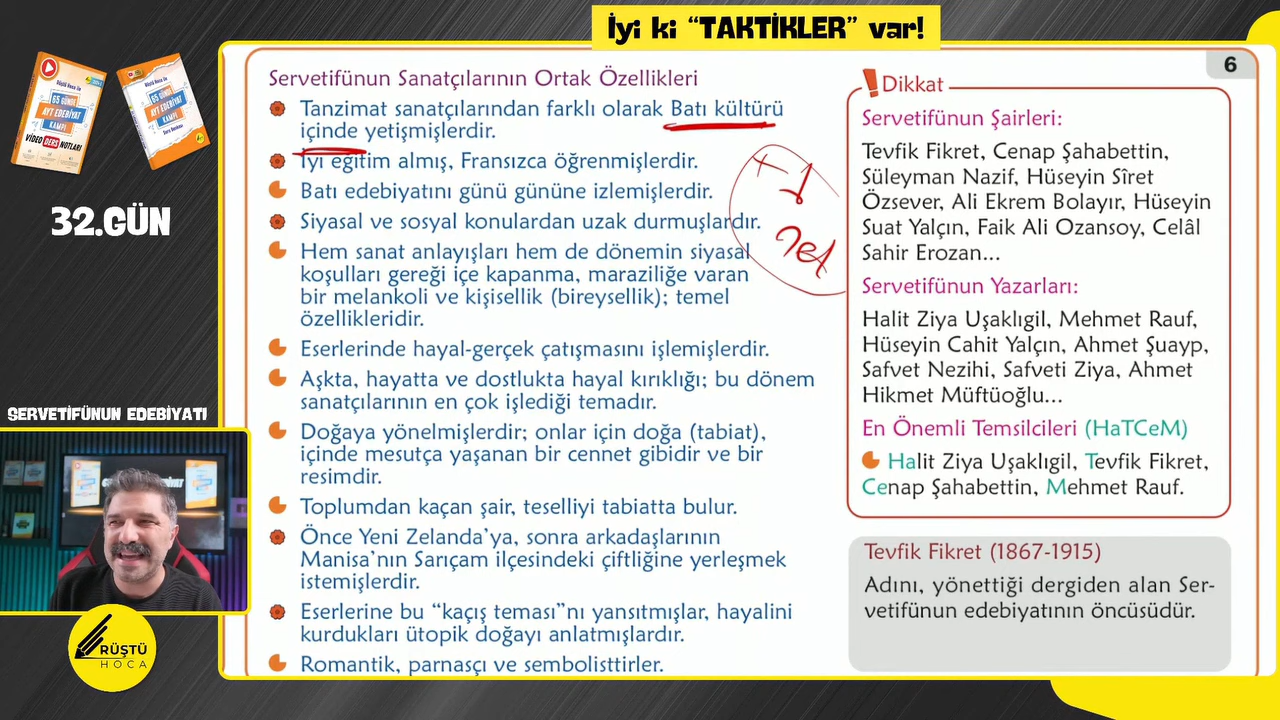 İyi ki “TAKTİKLER” var!
6
32.GÜN
SERVETİFÜNUN EDEBİYATI
RÜŞTÜ
HOCA
Servetifünun Sanatçılarının Ortak Özellikleri
Tanzimat sanatçılarından farklı olarak Batı kültürü
içinde yetişmişlerdir.
İyi eğitim almış, Fransızca öğrenmişlerdir.
Batı edebiyatını günü gününe izlemişlerdir.
Siyasal ve sosyal konulardan uzak durmuşlardır.
Hem sanat anlayışları hem de dönemin siyasal
koşulları gereği içe kapanma, maraziliğe varan
bir melankoli ve kişisellik (bireysellik); temel
özellikleridir.
Eserlerinde hayal-gerçek çatışmasını işlemişlerdir.
Aşkta, hayatta ve dostlukta hayal kırıklığı; bu dönem
sanatçılarının en çok işlediği temadır.
Doğaya yönelmişlerdir; onlar için doğa (tabiat),
içinde mesutça yaşanan bir cennet gibidir ve bir
resimdir.
Toplumdan kaçan şair, teselliyi tabiatta bulur.
Önce Yeni Zelanda’ya, sonra arkadaşlarının
Manisa’nın Sarıçam ilçesindeki çiftliğine yerleşmek
istemişlerdir.
Eserlerine bu “kaçış teması”nı yansıtmışlar, hayalini
kurdukları ütopik doğayı anlatmışlardır.
Romantik, parnasçı ve sembolisttirler.
Dikkat
Servetifünun Şairleri:
Tevfik Fikret, Cenap Şahabettin,
Süleyman Nazif, Hüseyin Sîret
Özsever, Ali Ekrem Bolayır, Hüseyin
Suat Yalçın, Faik Ali Ozansoy, Celâl
Sahir Erozan...
Servetifünun Yazarları:
Halit Ziya Uşaklıgil, Mehmet Rauf,
Hüseyin Cahit Yalçın, Ahmet Şuayp,
Safvet Nezihi, Safveti Ziya, Ahmet
Hikmet Müftüoğlu...
En Önemli Temsilcileri (HaTCeM)
Halit Ziya Uşaklıgil, Tevfik Fikret,
Cenap Şahabettin, Mehmet Rauf.
Tevfik Fikret (1867-1915)
Adını, yönettiği dergiden alan Ser-
vetifünun edebiyatının öncüsüdür.